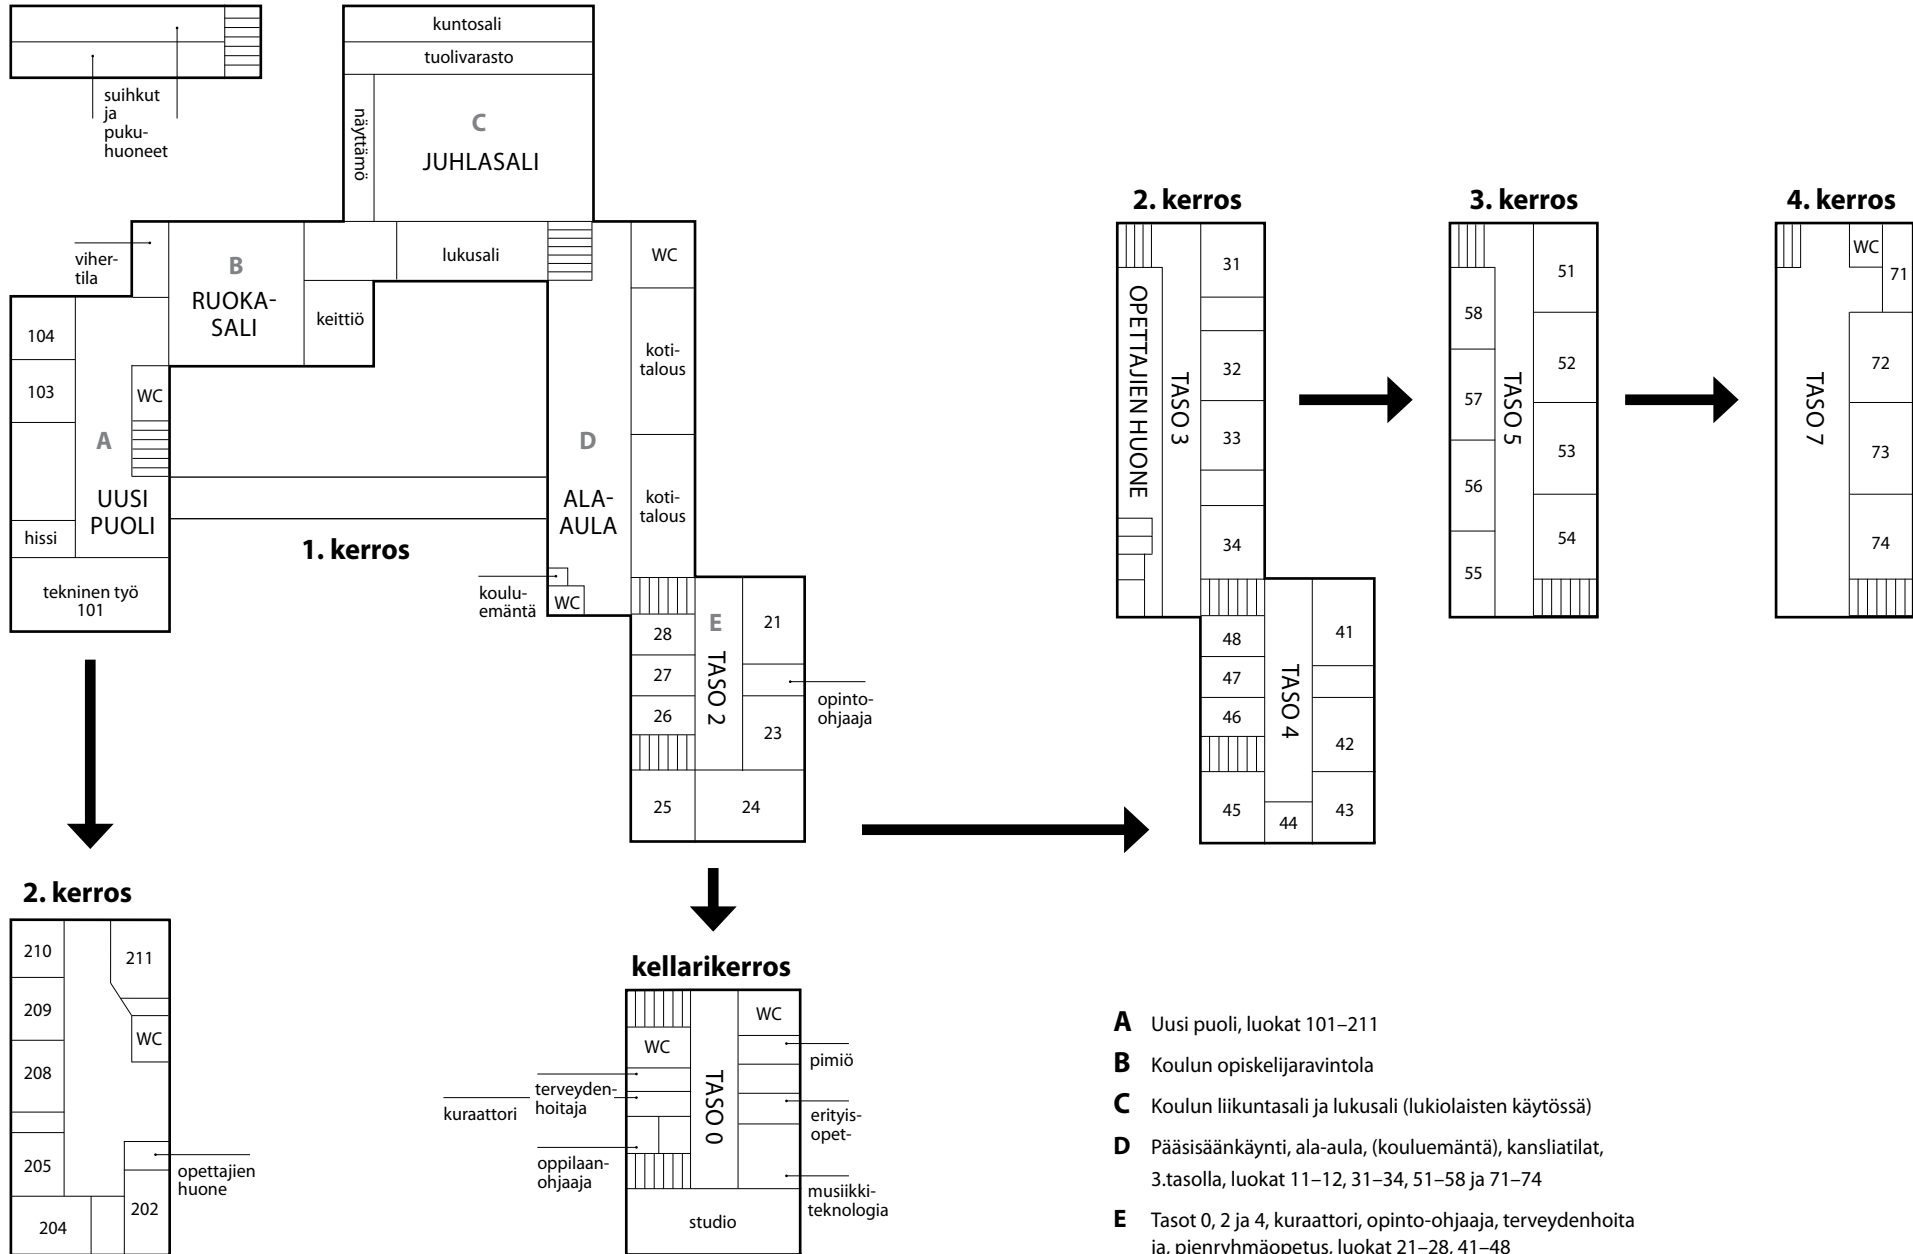 suihkut
ja
puku-
huoneet
kuntosali
tuolivarasto
näyttämö
C
JUHLASALI
viher-
tila
B
RUOKA-
SALI
lukusali
keittiö
WC
koti-
talous
koti-
talous
104
103
WC
A
UUSI
PUOLI
hissi
tekninen työ
101
1. kerros
D
ALA-
AULA
koulu-
emäntä
WC
28
27
26
25
E
TASO 2
21
opinto-
ohjaaja
23
24
2. kerros
OPETTAJIEN HUONE
TASO 3
31
32
33
34
48
47
46
45
TASO 4
41
42
43
44
3. kerros
58
57
56
55
TASO 5
51
52
53
54
4. kerros
TASO 7
WC
71
72
73
74
2. kerros
210
209
208
205
204
211
WC
opettajien
huone
202
kellarikerros
WC
terveyden-
hoitaja
kuraattori
oppilaan-
ohjaaja
TASO 0
WC
pimiö
erityis-
opet-
musiikki-
teknologia
studio
A Uusi puoli, luokat 101–211
B Koulun opiskelijaravintola
C Koulun liikuntasali ja lukusali (lukiolaisten käytössä)
D Pääsisäänkäynti, ala-aula, (kouluemäntä), kansliatilat,
3.tasolla, luokat 11–12, 31–34, 51–58 ja 71–74
E Tasot 0, 2 ja 4, kuraattori, opinto-ohjaaja, terveydenhoita
ja, pienryhmäopetus, luokat 21–28, 41–48